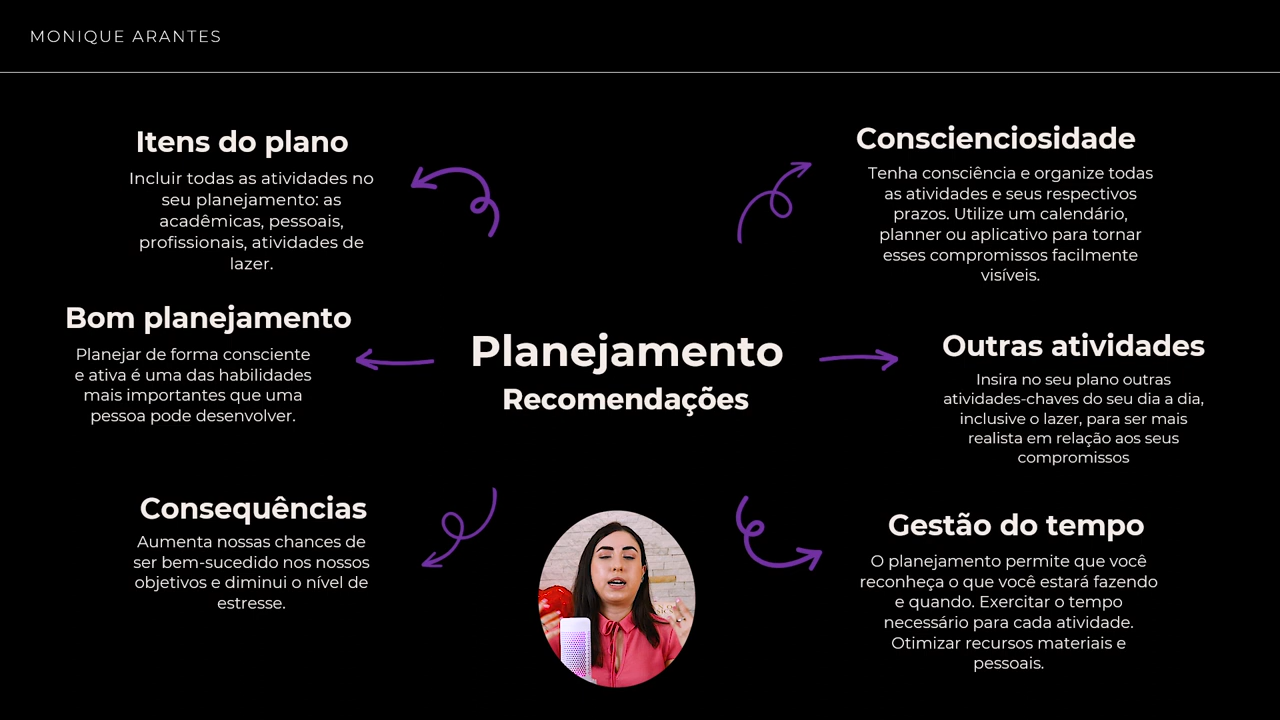 MONIQUE ARANTES
Itens do plano
Incluir todas as atividades no
seu planejamento: as
acadêmicas, pessoais,
profissionais, atividades de
lazer.
Bom planejamento
Planejar de forma consciente
e ativa é uma das habilidades
mais importantes que uma
pessoa pode desenvolver.
Consequências
Aumenta nossas chances de
ser bem-sucedido nos nossos
objetivos e diminui o nível de
estresse.
Planejamento
Recomendações
Conscienciosidade
Tenha consciência e organize todas
as atividades e seus respectivos
prazos. Utilize um calendário,
planner ou aplicativo para tornar
esses compromissos facilmente
visíveis.
Outras atividades
Insira no seu plano outras
atividades-chaves do seu dia a dia,
inclusive o lazer, para ser mais
realista em relação aos seus
compromissos
Gestão do tempo
O planejamento permite que você
reconheça o que você estará fazendo
e quando. Exercitar o tempo
necessário para cada atividade.
Otimizar recursos materiais e
pessoais.